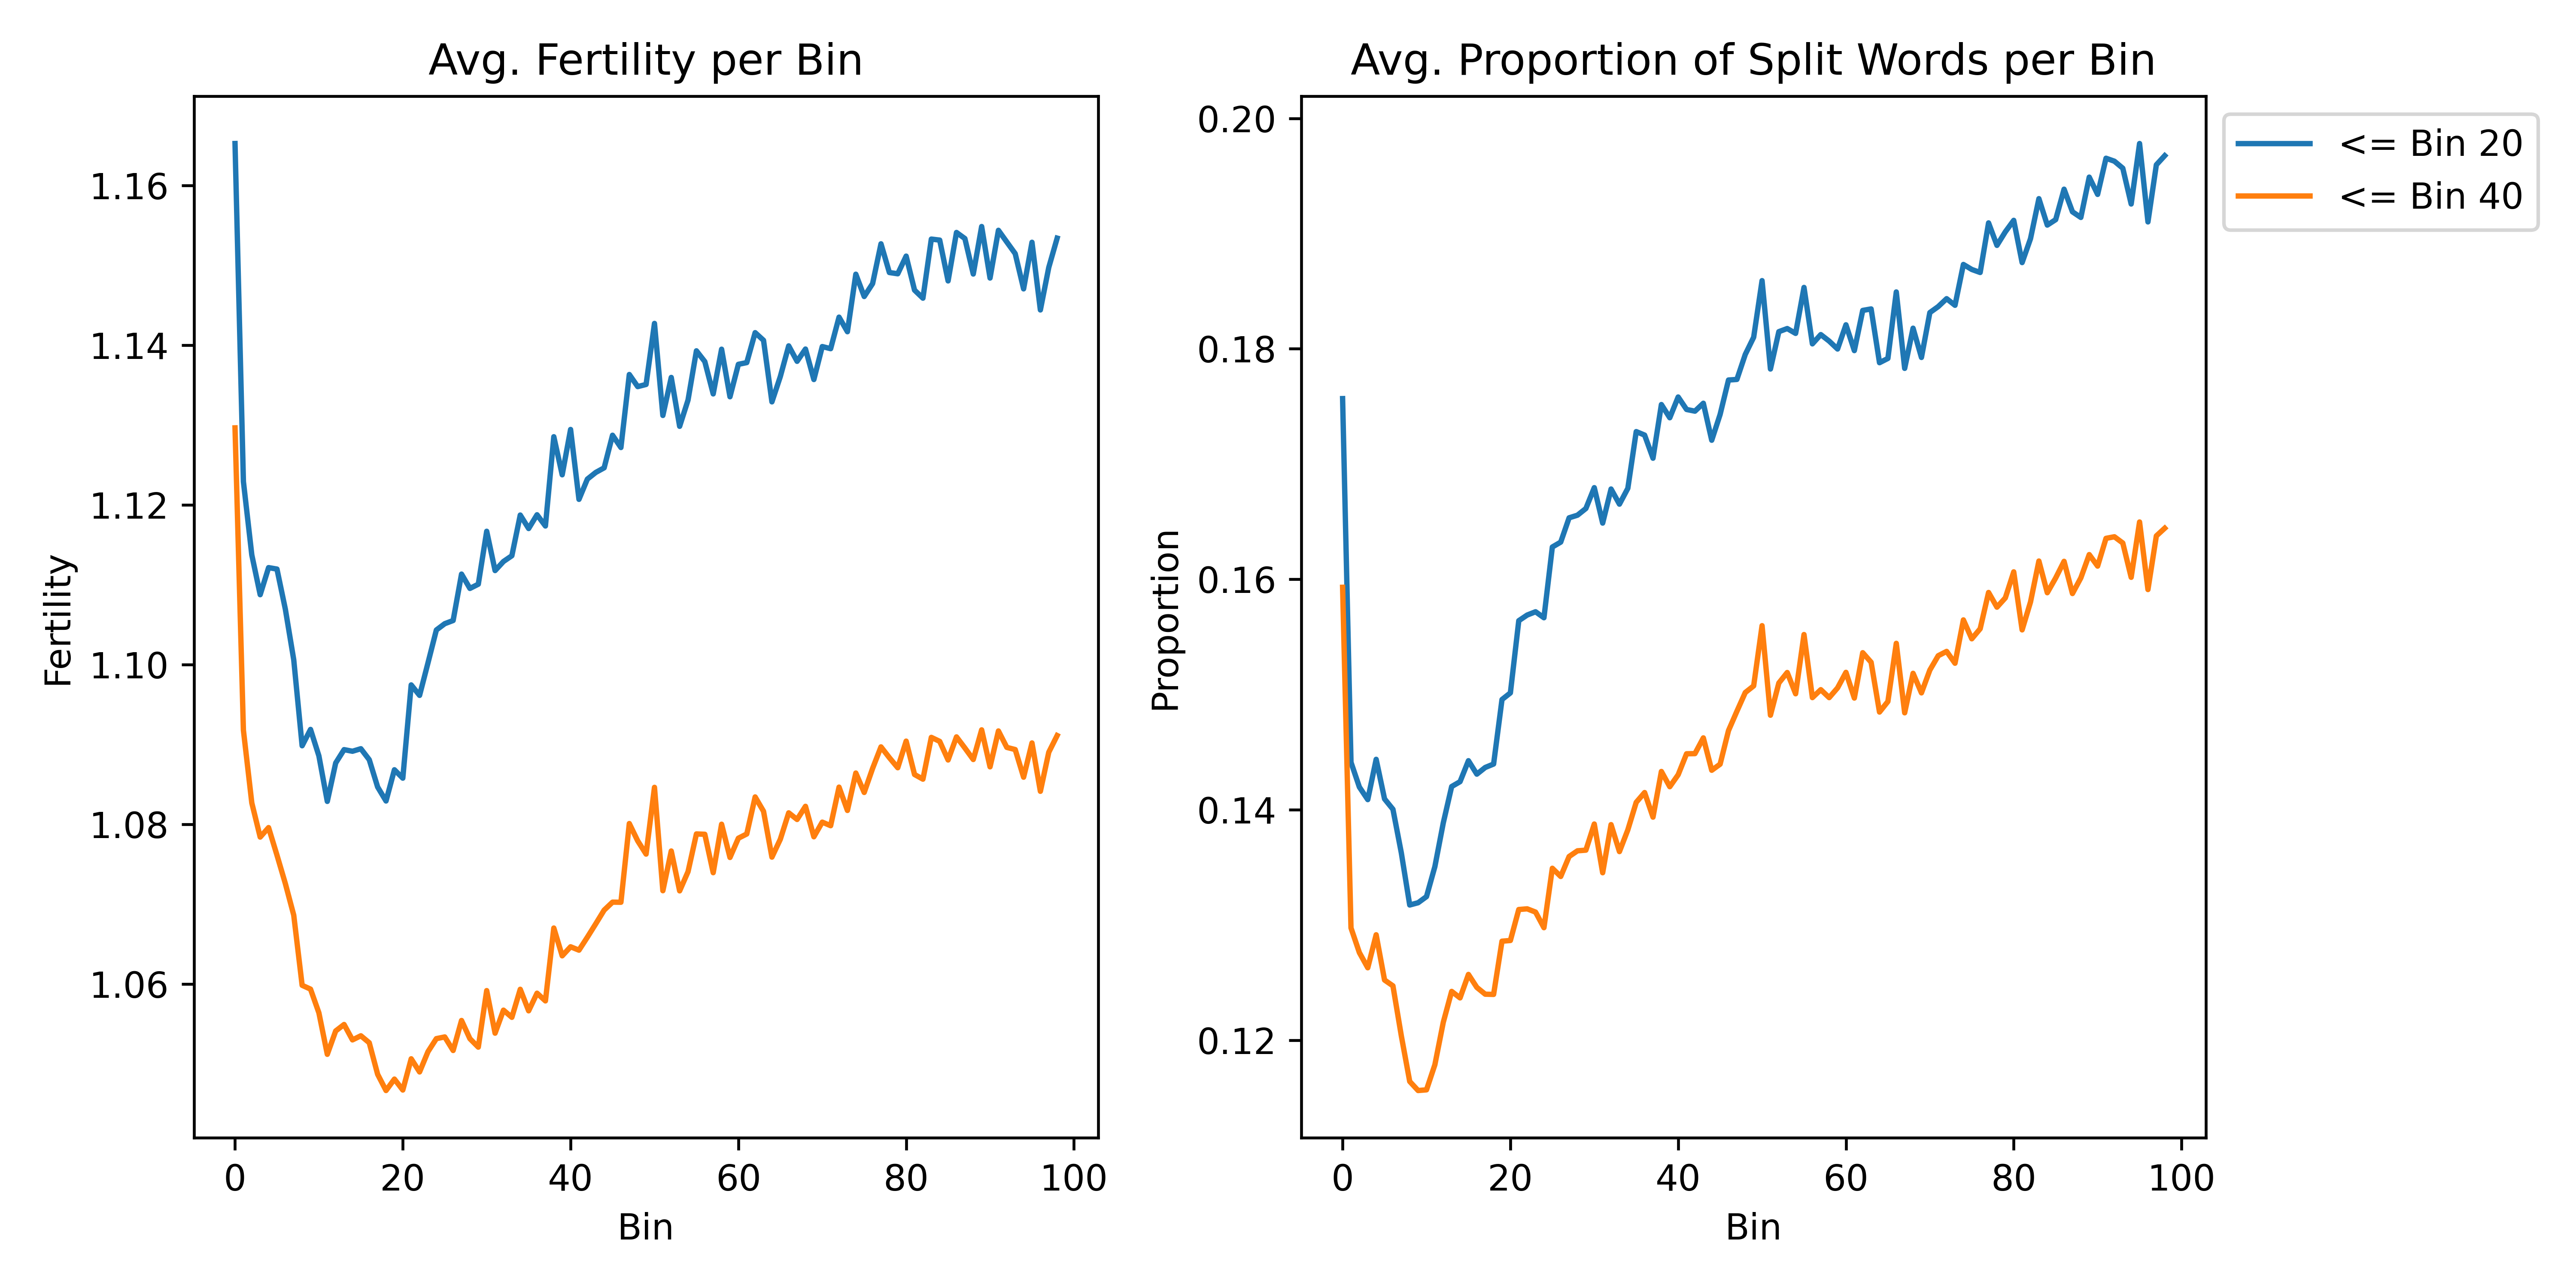 Avg. Fertility per Bin
Fertility
1.16
1.14
1.12
1.10
1.08
1.06
0 20 40 60 80 100
Bin
Avg. Proportion of Split Words per Bin
Proportion
0.20
0.18
0.16
0.14
0.12
0 20 40 60 80 100
Bin
<= Bin 20
<= Bin 40